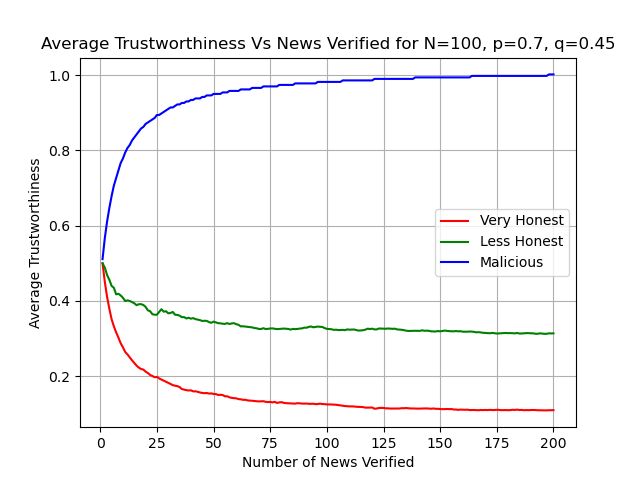 Average Trustworthiness Vs News Verified for N=100, p=0.7, q=0.45
1.0
0.8
0.6
0.4
0.2
Average Trustworthiness
Very Honest
Less Honest
Malicious
0 25 50 75 100 125 150 175 200
Number of News Verified